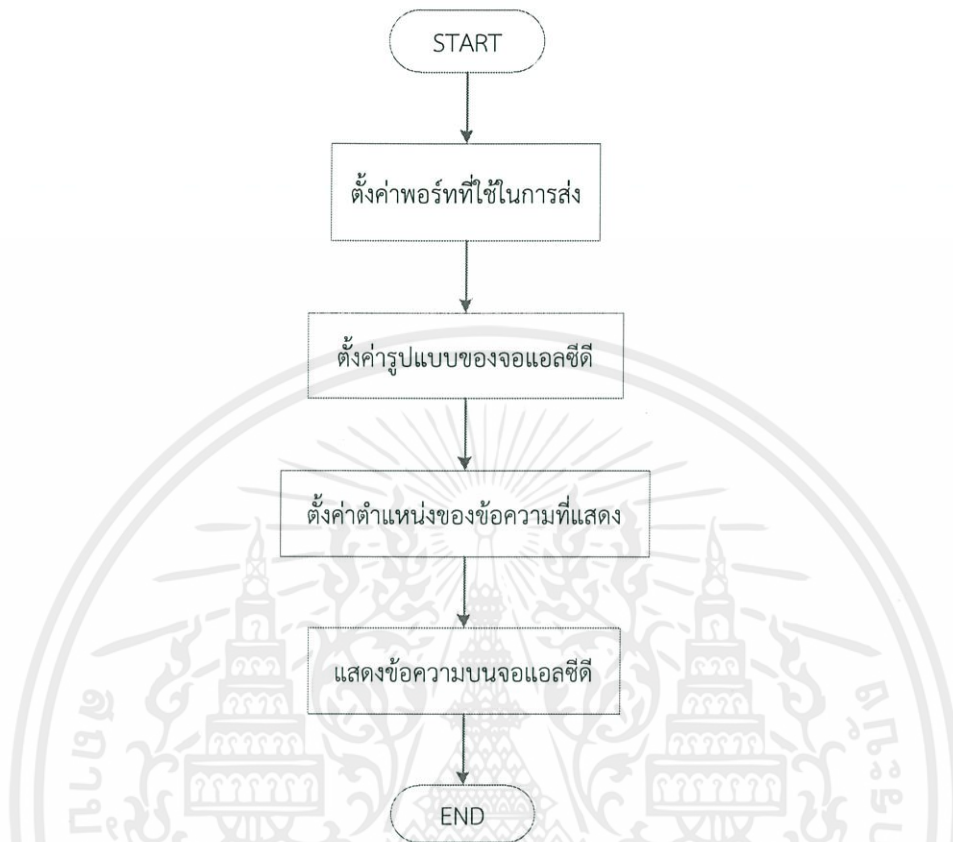 START
ตั้งค่าพอร์ทที่ใช้ในการส่ง
ตั้งค่ารูปแบบของจอแอลซีดี
ตั้งค่าตำแหน่งของข้อความที่แสดง
แสดงข้อความบนจอแอลซีดี
END